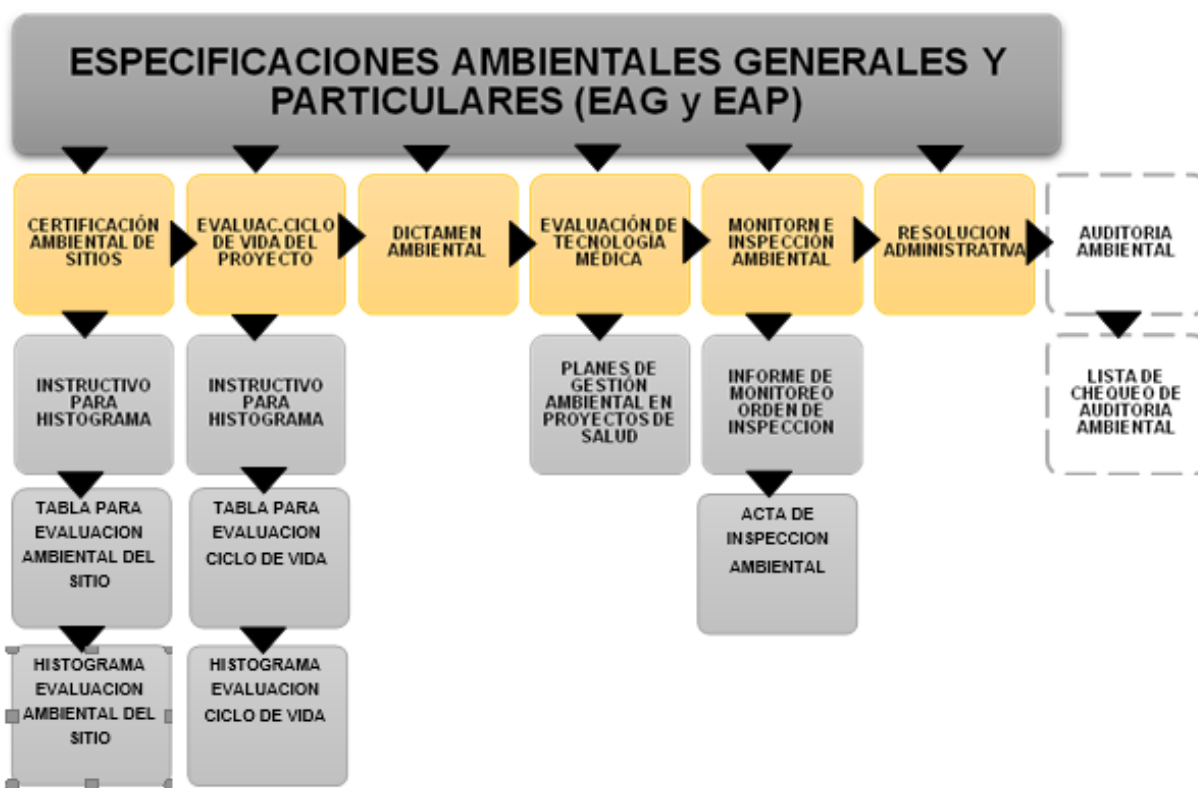 ESPECIFICACIONES AMBIENTALES GENERALES Y
PARTICULARES (EAG y EAP)
CERTIFICACIÓN
AMBIENTAL DE
SITIOS
EVALUAC.CICLO
DE VIDA DEL
PROYECTO
DICTAMEN
AMBIENTAL
EVALUACIÓN DE
TECNOLOGÍA
MÉDICA
MONITORN E
INSPECCIÓN
AMBIENTAL
RESOLUCION
ADMINISTRATIVA
AUDITORIA
AMBIENTAL
INSTRUCTIVO
PARA
HISTOGRAMA
INSTRUCTIVO
PARA
HISTOGRAMA
PLANES DE
GESTIÓN
AMBIENTAL EN
PROYECTOS DE
SALUD
INFORME DE
MONITOREO
ORDEN DE
INSPECCION
LISTA DE
CHEQUEO DE
AUDITORIA
AMBIENTAL
TABLA PARA
EVALUACION
AMBIENTAL DEL
SITIO
TABLA PARA
EVALUACION
CICLO DE VIDA
ACTA DE
INSPECCION
AMBIENTAL
HISTOGRAMA
EVALUACION
AMBIENTAL DEL
SITIO
HISTOGRAMA
EVALUACION
CICLO DE VIDA